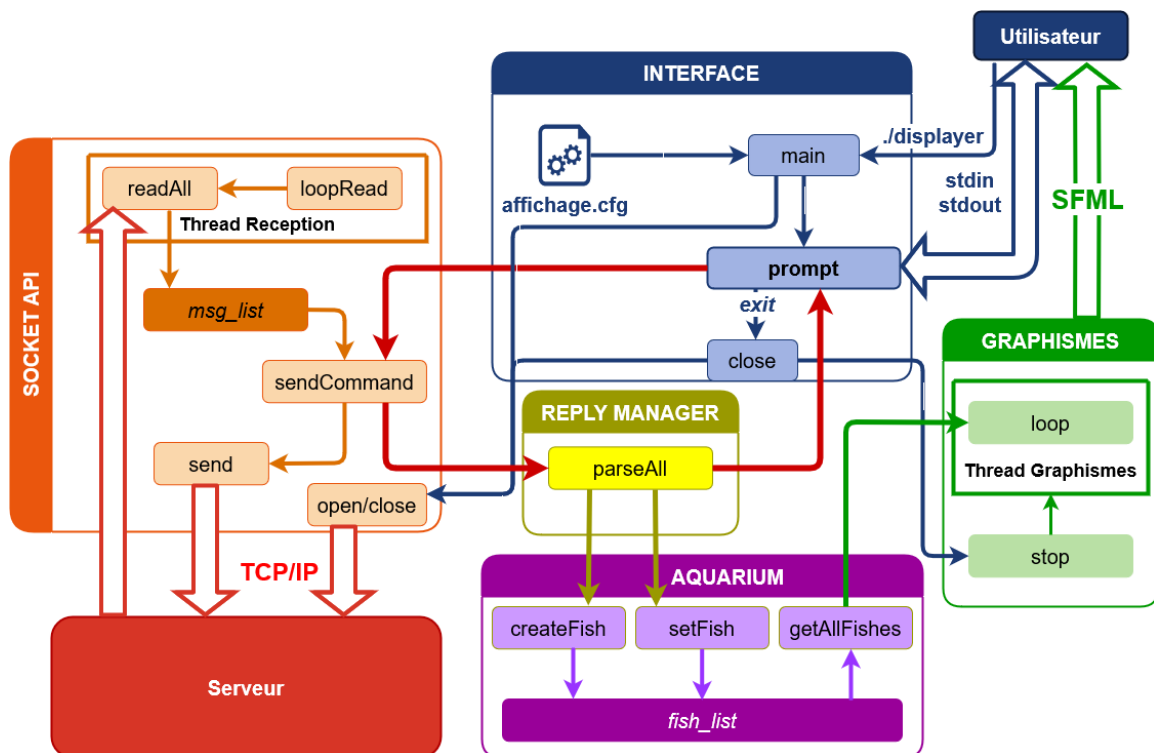 Utilisateur
INTERFACE
./displayer
main
affichage.cfg
stdin
stdout
SFML
prompt
exit
close
SOCKET API
readAll
loopRead
Thread Reception
msg_list
sendCommand
send
open/close
REPLY MANAGER
parseAll
GRAPHISMES
loop
Thread Graphismes
stop
TCP/IP
AQUARIUM
createFish
setFish
getAllFishes
fish_list
Serveur